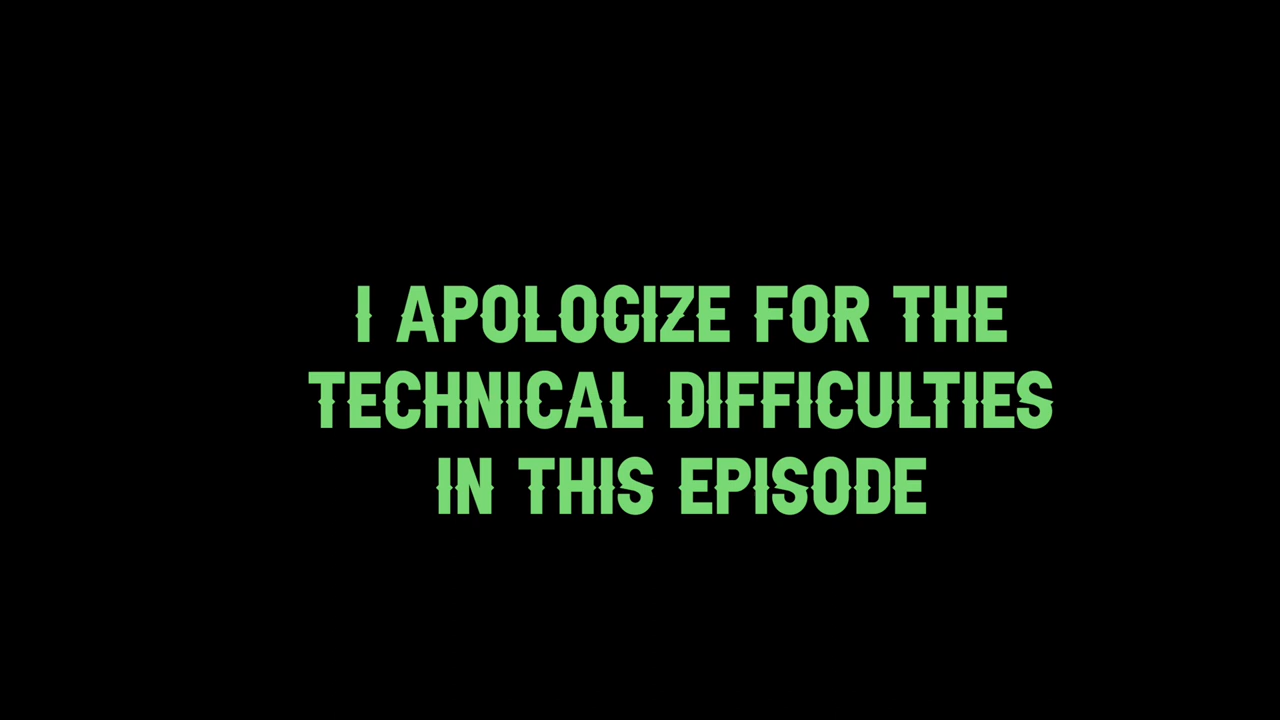 I APOLOGIZE FOR THE
TECHNICAL DIFFICULTIES
IN THIS EPISODE